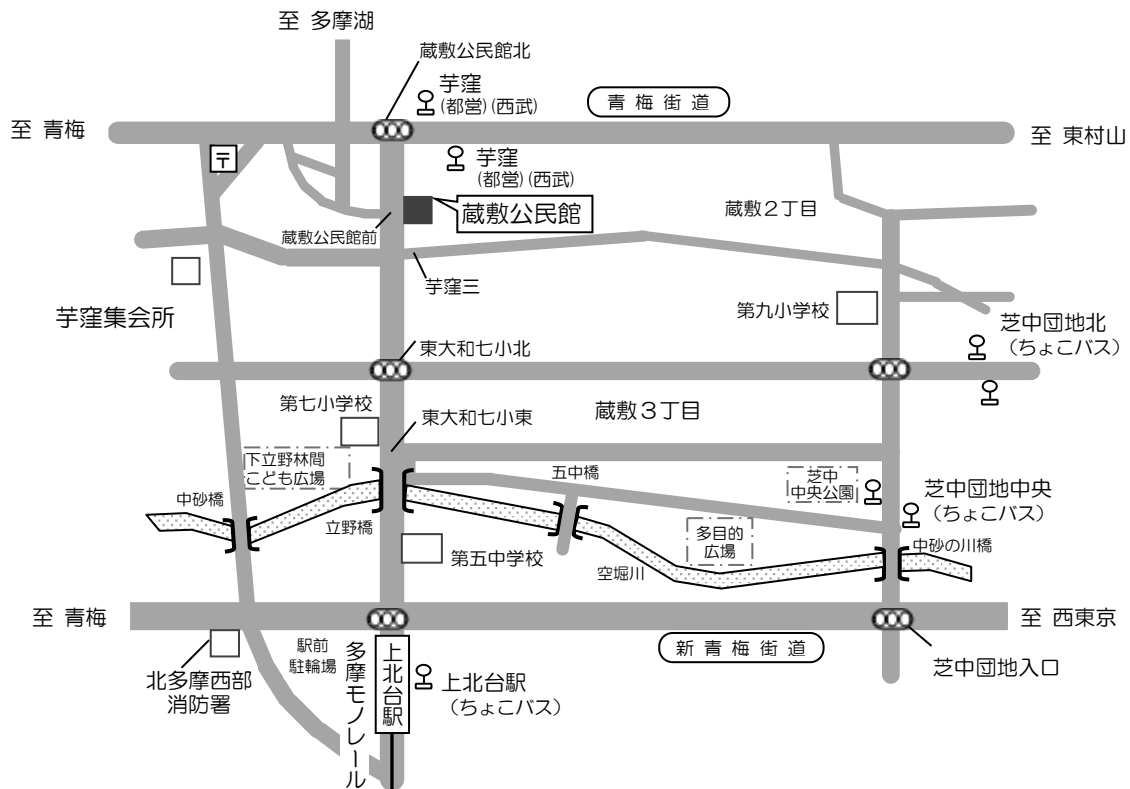 至 多摩湖
蔵敷公民館北
芋窪
(都営)(西武)
青梅街道
至 青梅
至 東村山
〒
芋窪
(都営)(西武)
蔵敷公民館
蔵敷２丁目
蔵敷公民館前
芋窪三
芋窪集会所
第九小学校
芝中団地北
（ちょこバス）
東大和七小北
第七小学校
蔵敷３丁目
東大和七小東
下立野林間
こども広場
五中橋
芝中
中央公園
中砂橋
芝中団地中央
（ちょこバス）
立野橋
多目的
広場
中砂の川橋
第五中学校
空堀川
至 青梅
至 西東京
新青梅街道
駅前
駐輪場
多摩モノレール
上北台駅
北多摩西部
消防署
上北台駅
（ちょこバス）
芝中団地入口